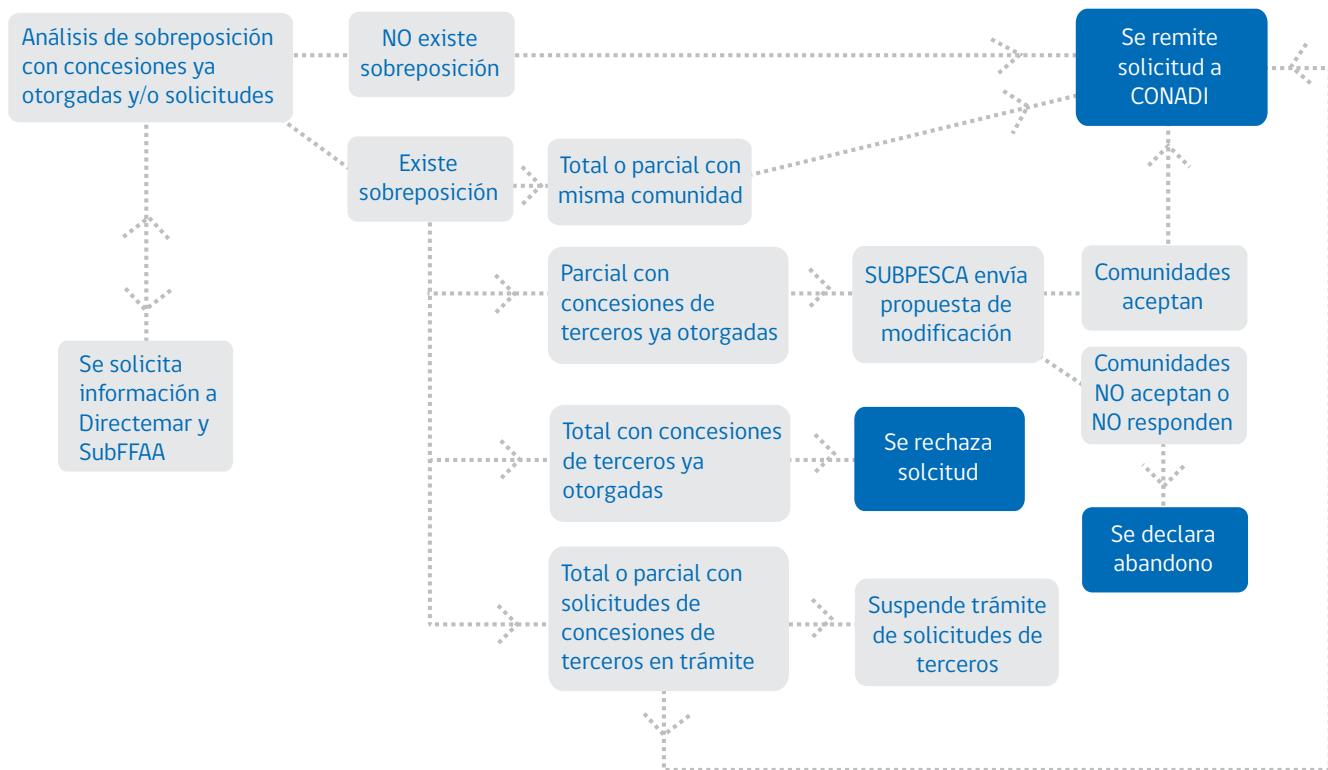 Análisis de sobreposición
con concesiones ya
otorgadas y/o solicitudes
NO existe
sobreposición
Se remite
solicitud a
CONADI
Existe
sobreposición
Total o parcial con
misma comunidad
Parcial con
concesiones de
terceros ya otorgadas
SUBPESCA envía
propuesta de
modificación
Comunidades
aceptan
Se solicita
información a
Directemar y
SubFFAA
Comunidades
NO aceptan o
NO responden
Total con concesiones
de terceros ya
otorgadas
Se rechaza
solcitud
Se declara
abandono
Total o parcial con
solicitudes de
concesiones de
terceros en trámite
Suspende trámite
de solicitudes de
terceros